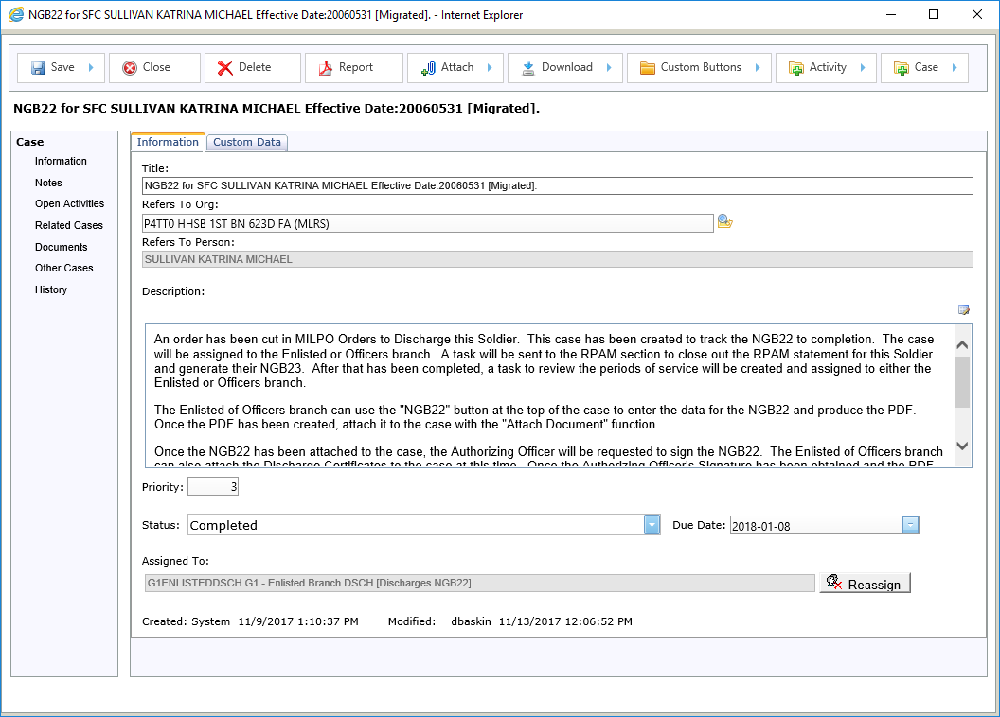 NGB22 for SFC SULLIVAN KATRINA MICHAEL Effective Date:20060531 [Migrated]. - Internet Explorer
Save Close Delete Report Attach Download Custom Buttons Activity Case
NGB22 for SFC SULLIVAN KATRINA MICHAEL Effective Date:20060531 [Migrated].
Case
Information
Notes
Open Activities
Related Cases
Documents
Other Cases
History
Information Custom Data
Title:
NGB22 for SFC SULLIVAN KATRINA MICHAEL Effective Date:20060531 [Migrated].
Refers To Org:
P4TT0 HHSB 1ST BN 623D FA (MLRS)
Refers To Person:
SULLIVAN KATRINA MICHAEL
Description:
An order has been cut in MILPO Orders to Discharge this Soldier.  This case has been created to track the NGB22 to completion.  The case
will be assigned to the Enlisted or Officers branch.  A task will be sent to the RPAM section to close out the RPAM statement for this Soldier
and generate their NGB23.  After that has been completed, a task to review the periods of service will be created and assigned to either the
Enlisted or Officers branch.
The Enlisted of Officers branch can use the "NGB22" button at the top of the case to enter the data for the NGB22 and produce the PDF.
Once the PDF has been created, attach it to the case with the "Attach Document" function.
Once the NGB22 has been attached to the case, the Authorizing Officer will be requested to sign the NGB22.  The Enlisted of Officers branch
can also attach the Discharge Certificates to the case at this time.  Once the Authorizing Officer's Signature has been obtained and the PDF
Priority: 3
Status: Completed Due Date: 2018-01-08
Assigned To:
G1ENLISTEDDSCH G1 - Enlisted Branch DSCH [Discharges NGB22] Reassign
Created: System 11/9/2017 1:10:37 PM Modified: dbaskin 11/13/2017 12:06:52 PM